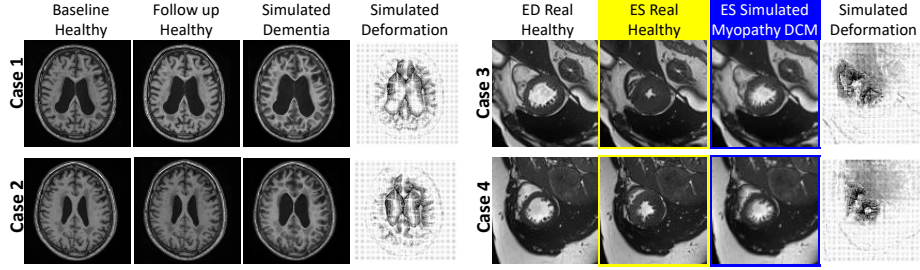 Baseline Healthy
Follow up Healthy
Simulated Dementia
Simulated Deformation
ED Real Healthy
ES Real Healthy
ES Simulated Myopathy DCM
Simulated Deformation
Case 1
Case 2
Case 3
Case 4